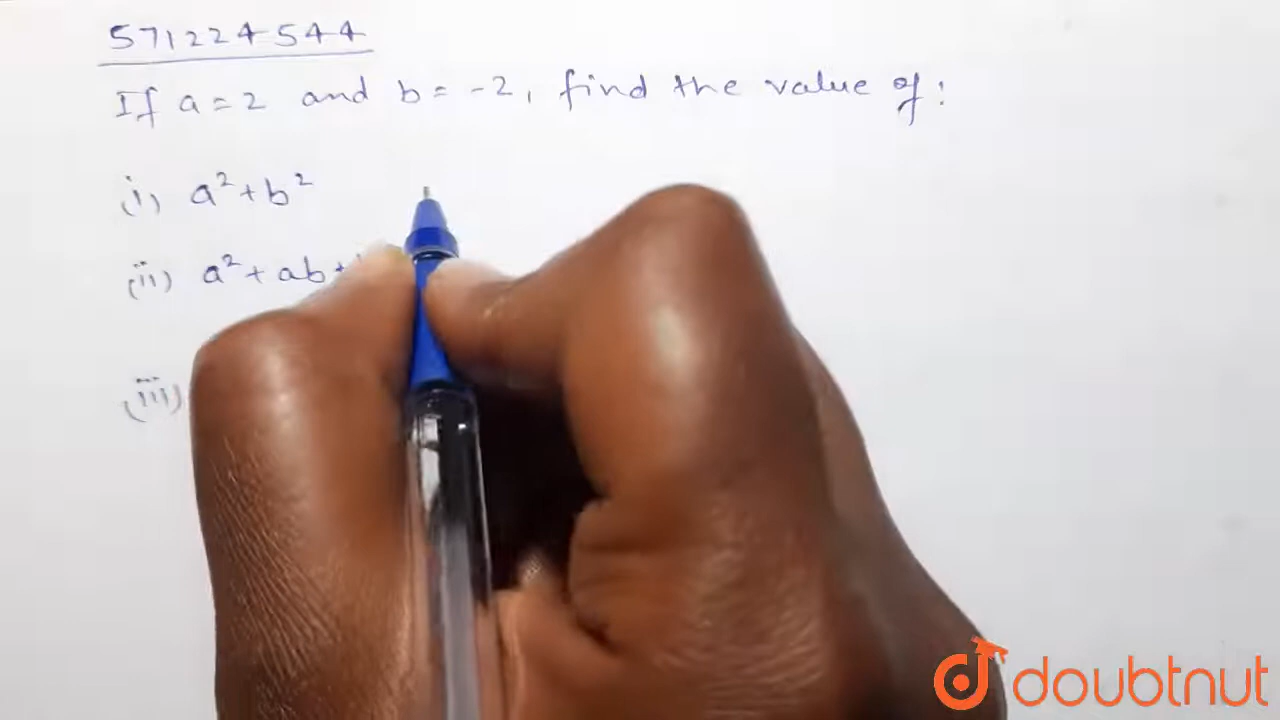 571224544
If a = 2 and b = -2, find the value of :
(i) a² + b²
(ii) a² + ab +
(iii)
doubtnut